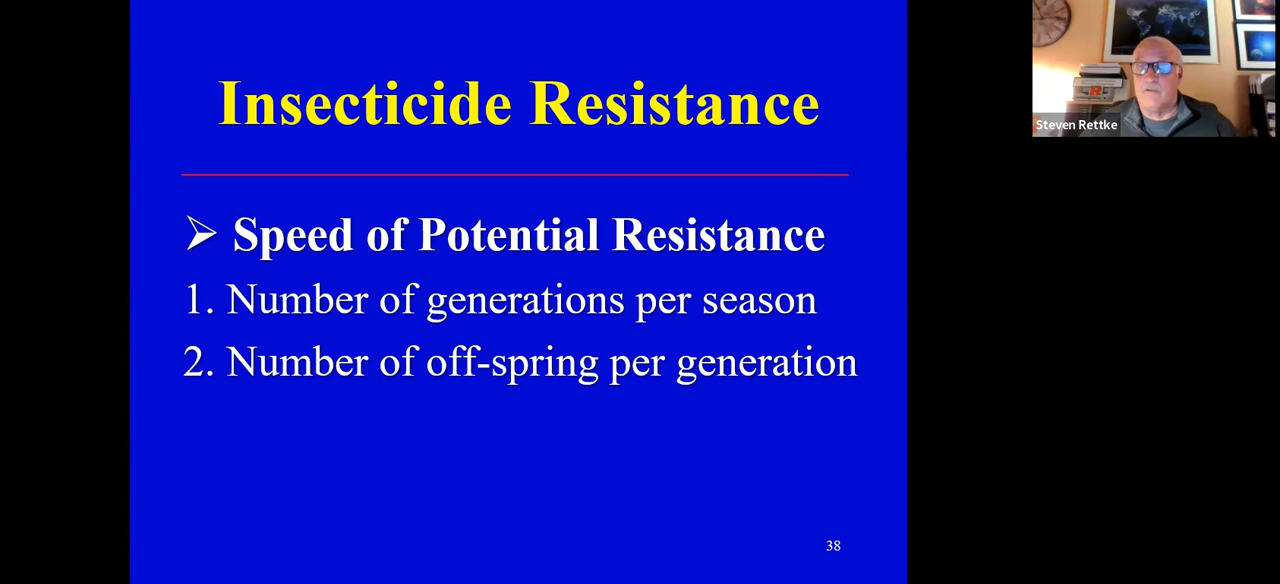 Insecticide Resistance
➢ Speed of Potential Resistance
1. Number of generations per season
2. Number of off-spring per generation
38
Steven Rettke
R